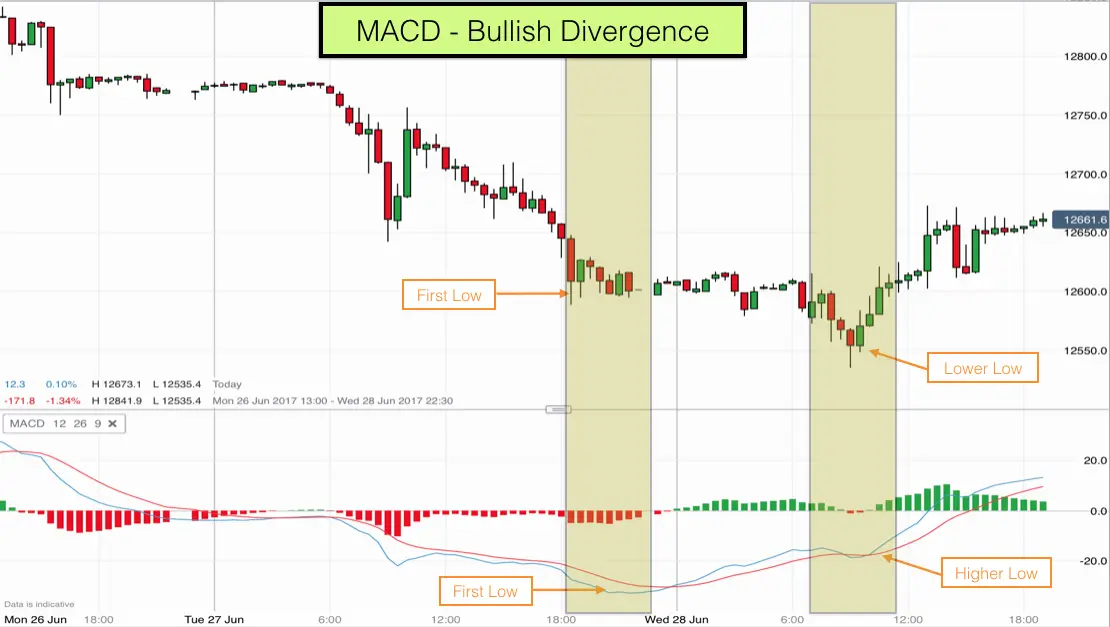 MACD - Bullish Divergence
12800.0
12750.0
12700.0
12661.6
12650.0
12600.0
12550.0
First Low
Lower Low
12.3 0.10% H 12673.1 L 12535.4 Today
-171.8 -1.34% H 12841.9 L 12535.4 Mon 26 Jun 2017 13:00 - Wed 28 Jun 2017 22:30
MACD 12 26 9 ✕
20.0
0.0
-20.0
First Low
Higher Low
Data is indicative
Mon 26 Jun 18:00 Tue 27 Jun 6:00 12:00 18:00 Wed 28 Jun 6:00 12:00 18:00